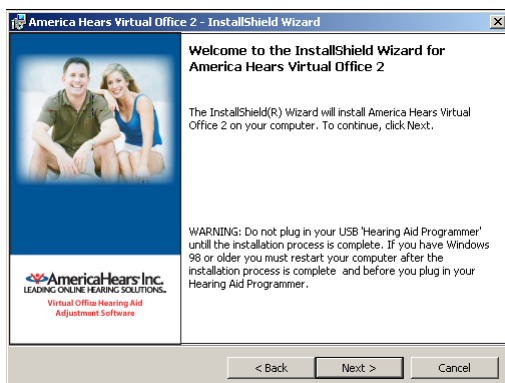 America Hears Virtual Office 2 - InstallShield Wizard
Welcome to the InstallShield Wizard for
America Hears Virtual Office 2
The InstallShield(R) Wizard will install America Hears Virtual
Office 2 on your computer. To continue, click Next.
WARNING: Do not plug in your USB 'Hearing Aid Programmer'
untill the installation process is complete. If you have Windows
98 or older you must restart your computer after the
installation process is complete and before you plug in your
Hearing Aid Programmer.
AmericaHears Inc.
LEADING ONLINE HEARING SOLUTIONS
Virtual Office Hearing Aid
Adjustment Software
< Back
Next >
Cancel